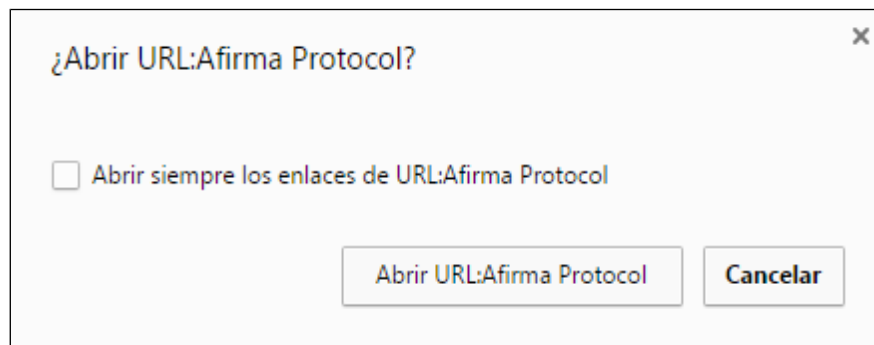 ¿Abrir URL:Afirma Protocol?
Abrir siempre los enlaces de URL:Afirma Protocol
Abrir URL:Afirma Protocol
Cancelar